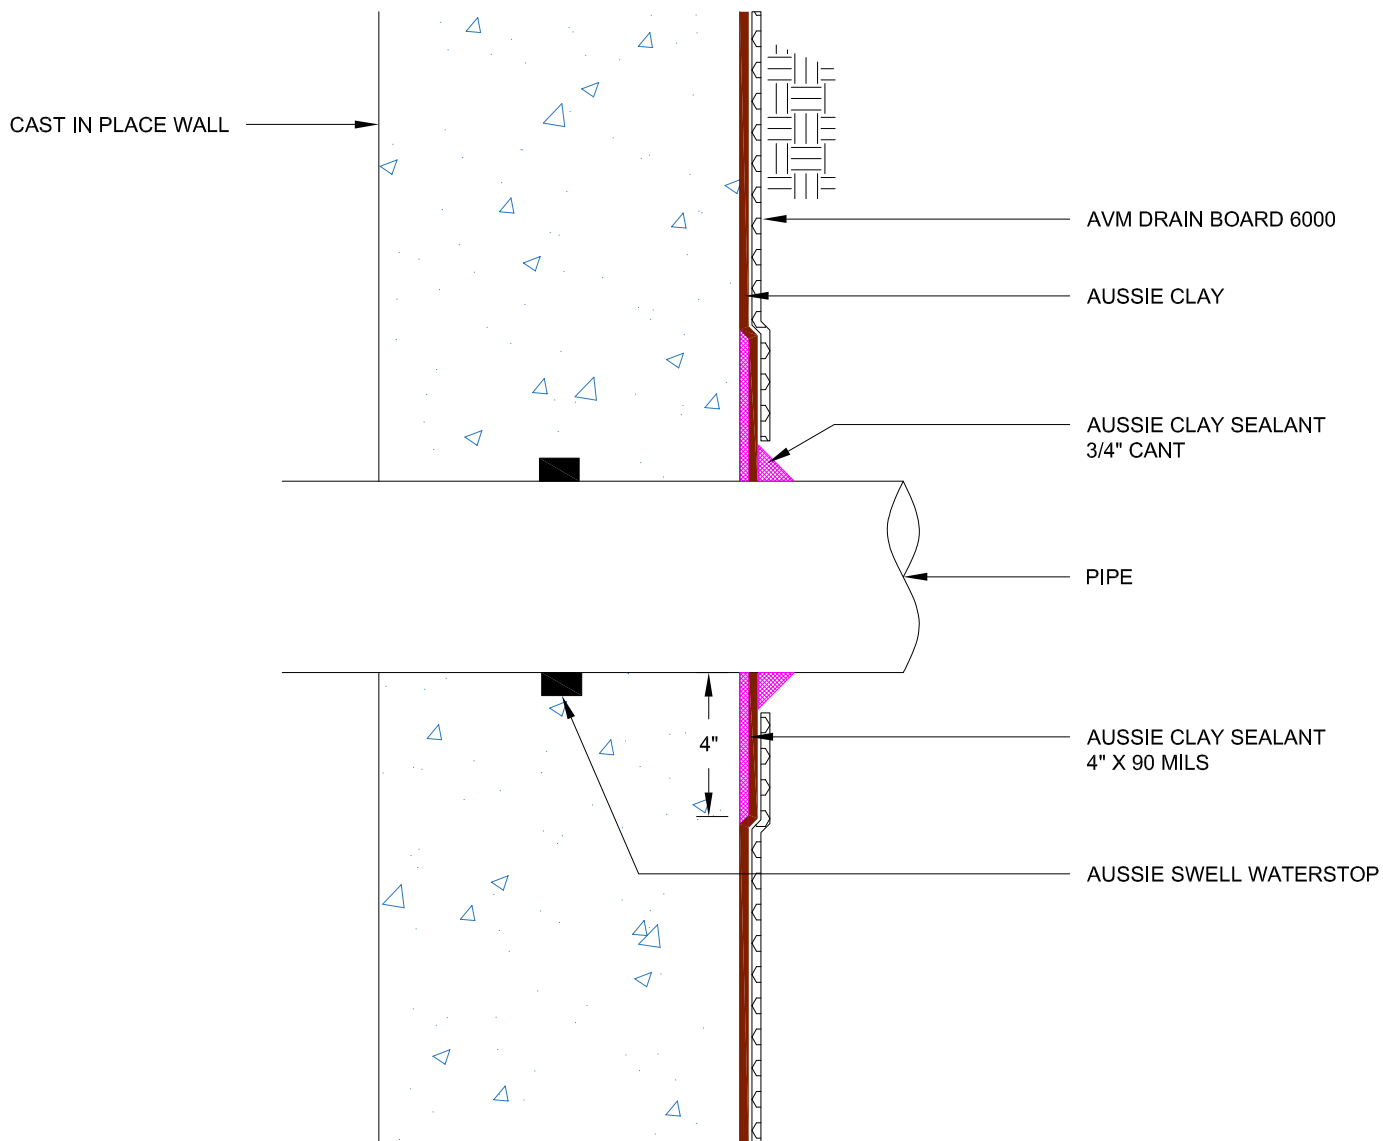 CAST IN PLACE WALL
AVM DRAIN BOARD 6000
AUSSIE CLAY
AUSSIE CLAY SEALANT
3/4" CANT
PIPE
4"
AUSSIE CLAY SEALANT
4" X 90 MILS
AUSSIE SWELL WATERSTOP